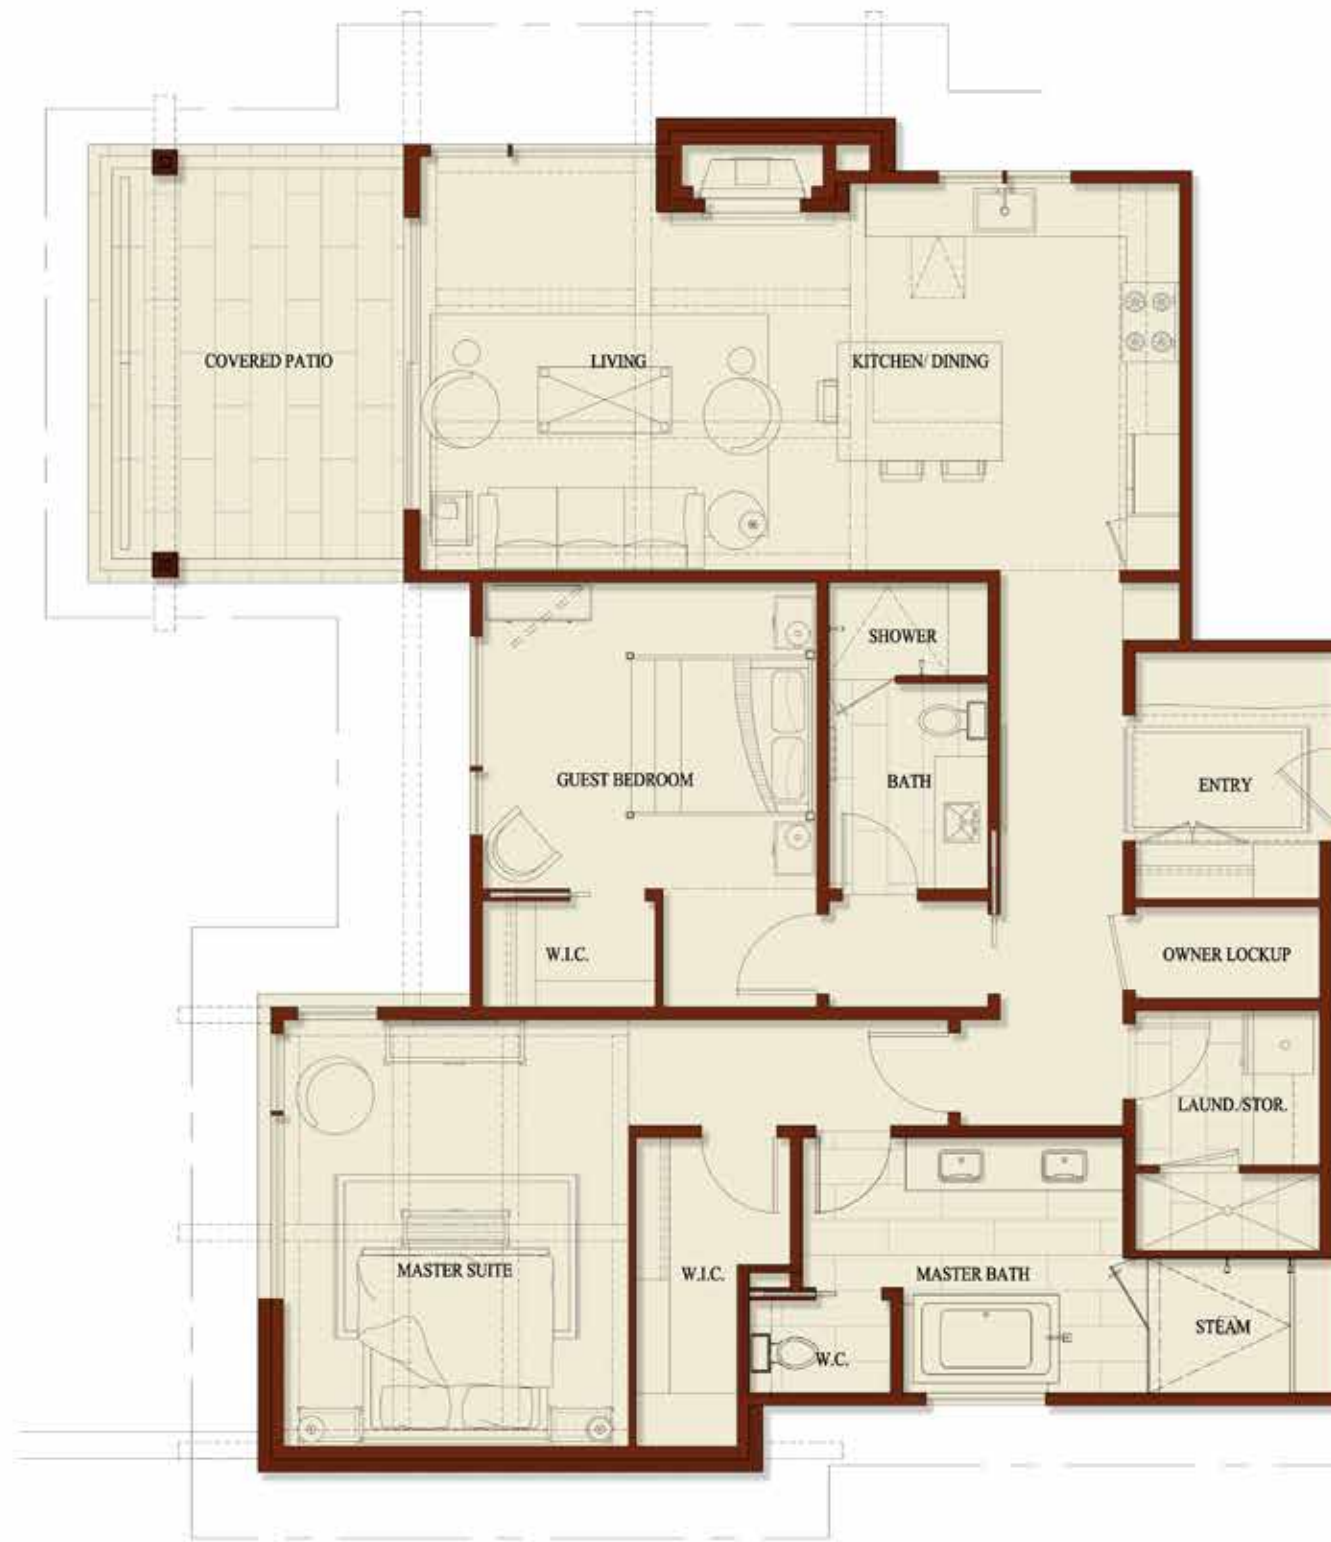 COVERED PATIO
LIVING
KITCHEN/ DINING
SHOWER
GUEST BEDROOM
BATH
ENTRY
W.I.C.
OWNER LOCKUP
LAUND./STOR.
MASTER SUITE
W.I.C.
MASTER BATH
STEAM
W.C.